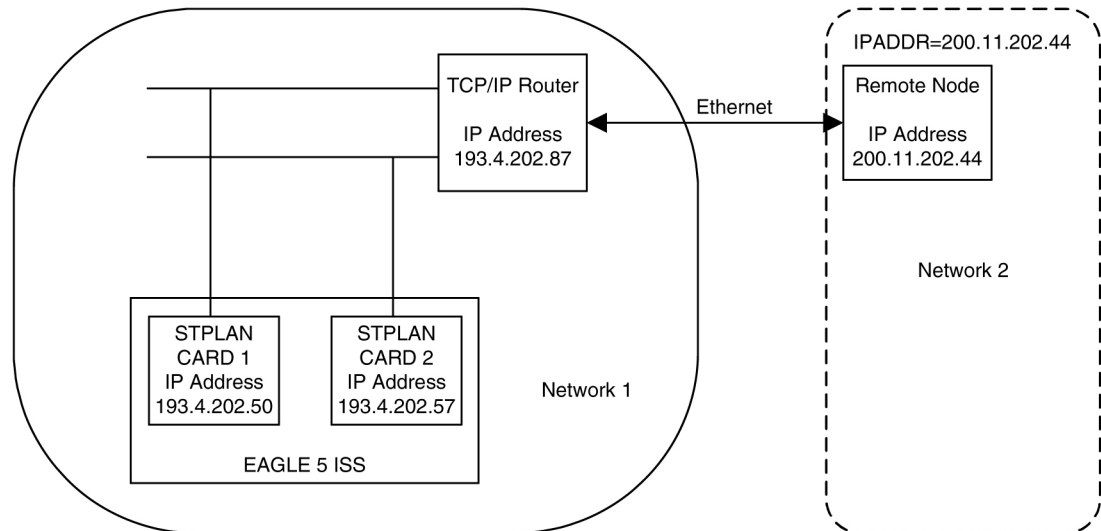 IPADDR=200.11.202.44
TCP/IP Router
IP Address
193.4.202.87
Ethernet
Remote Node
IP Address
200.11.202.44
Network 2
STPLAN
CARD 1
IP Address
193.4.202.50
STPLAN
CARD 2
IP Address
193.4.202.57
Network 1
EAGLE 5 ISS